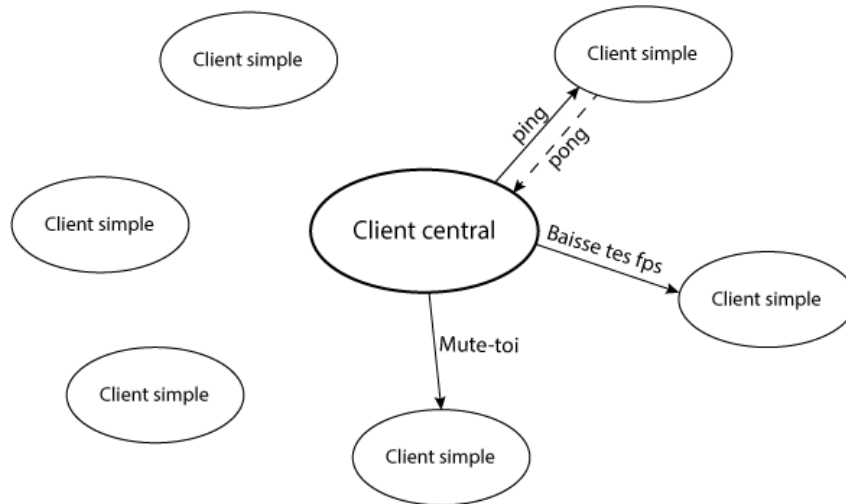 Client simple
Client simple
ping
pong
Client simple
Client central
Baisse tes fps
Client simple
Mute-toi
Client simple
Client simple